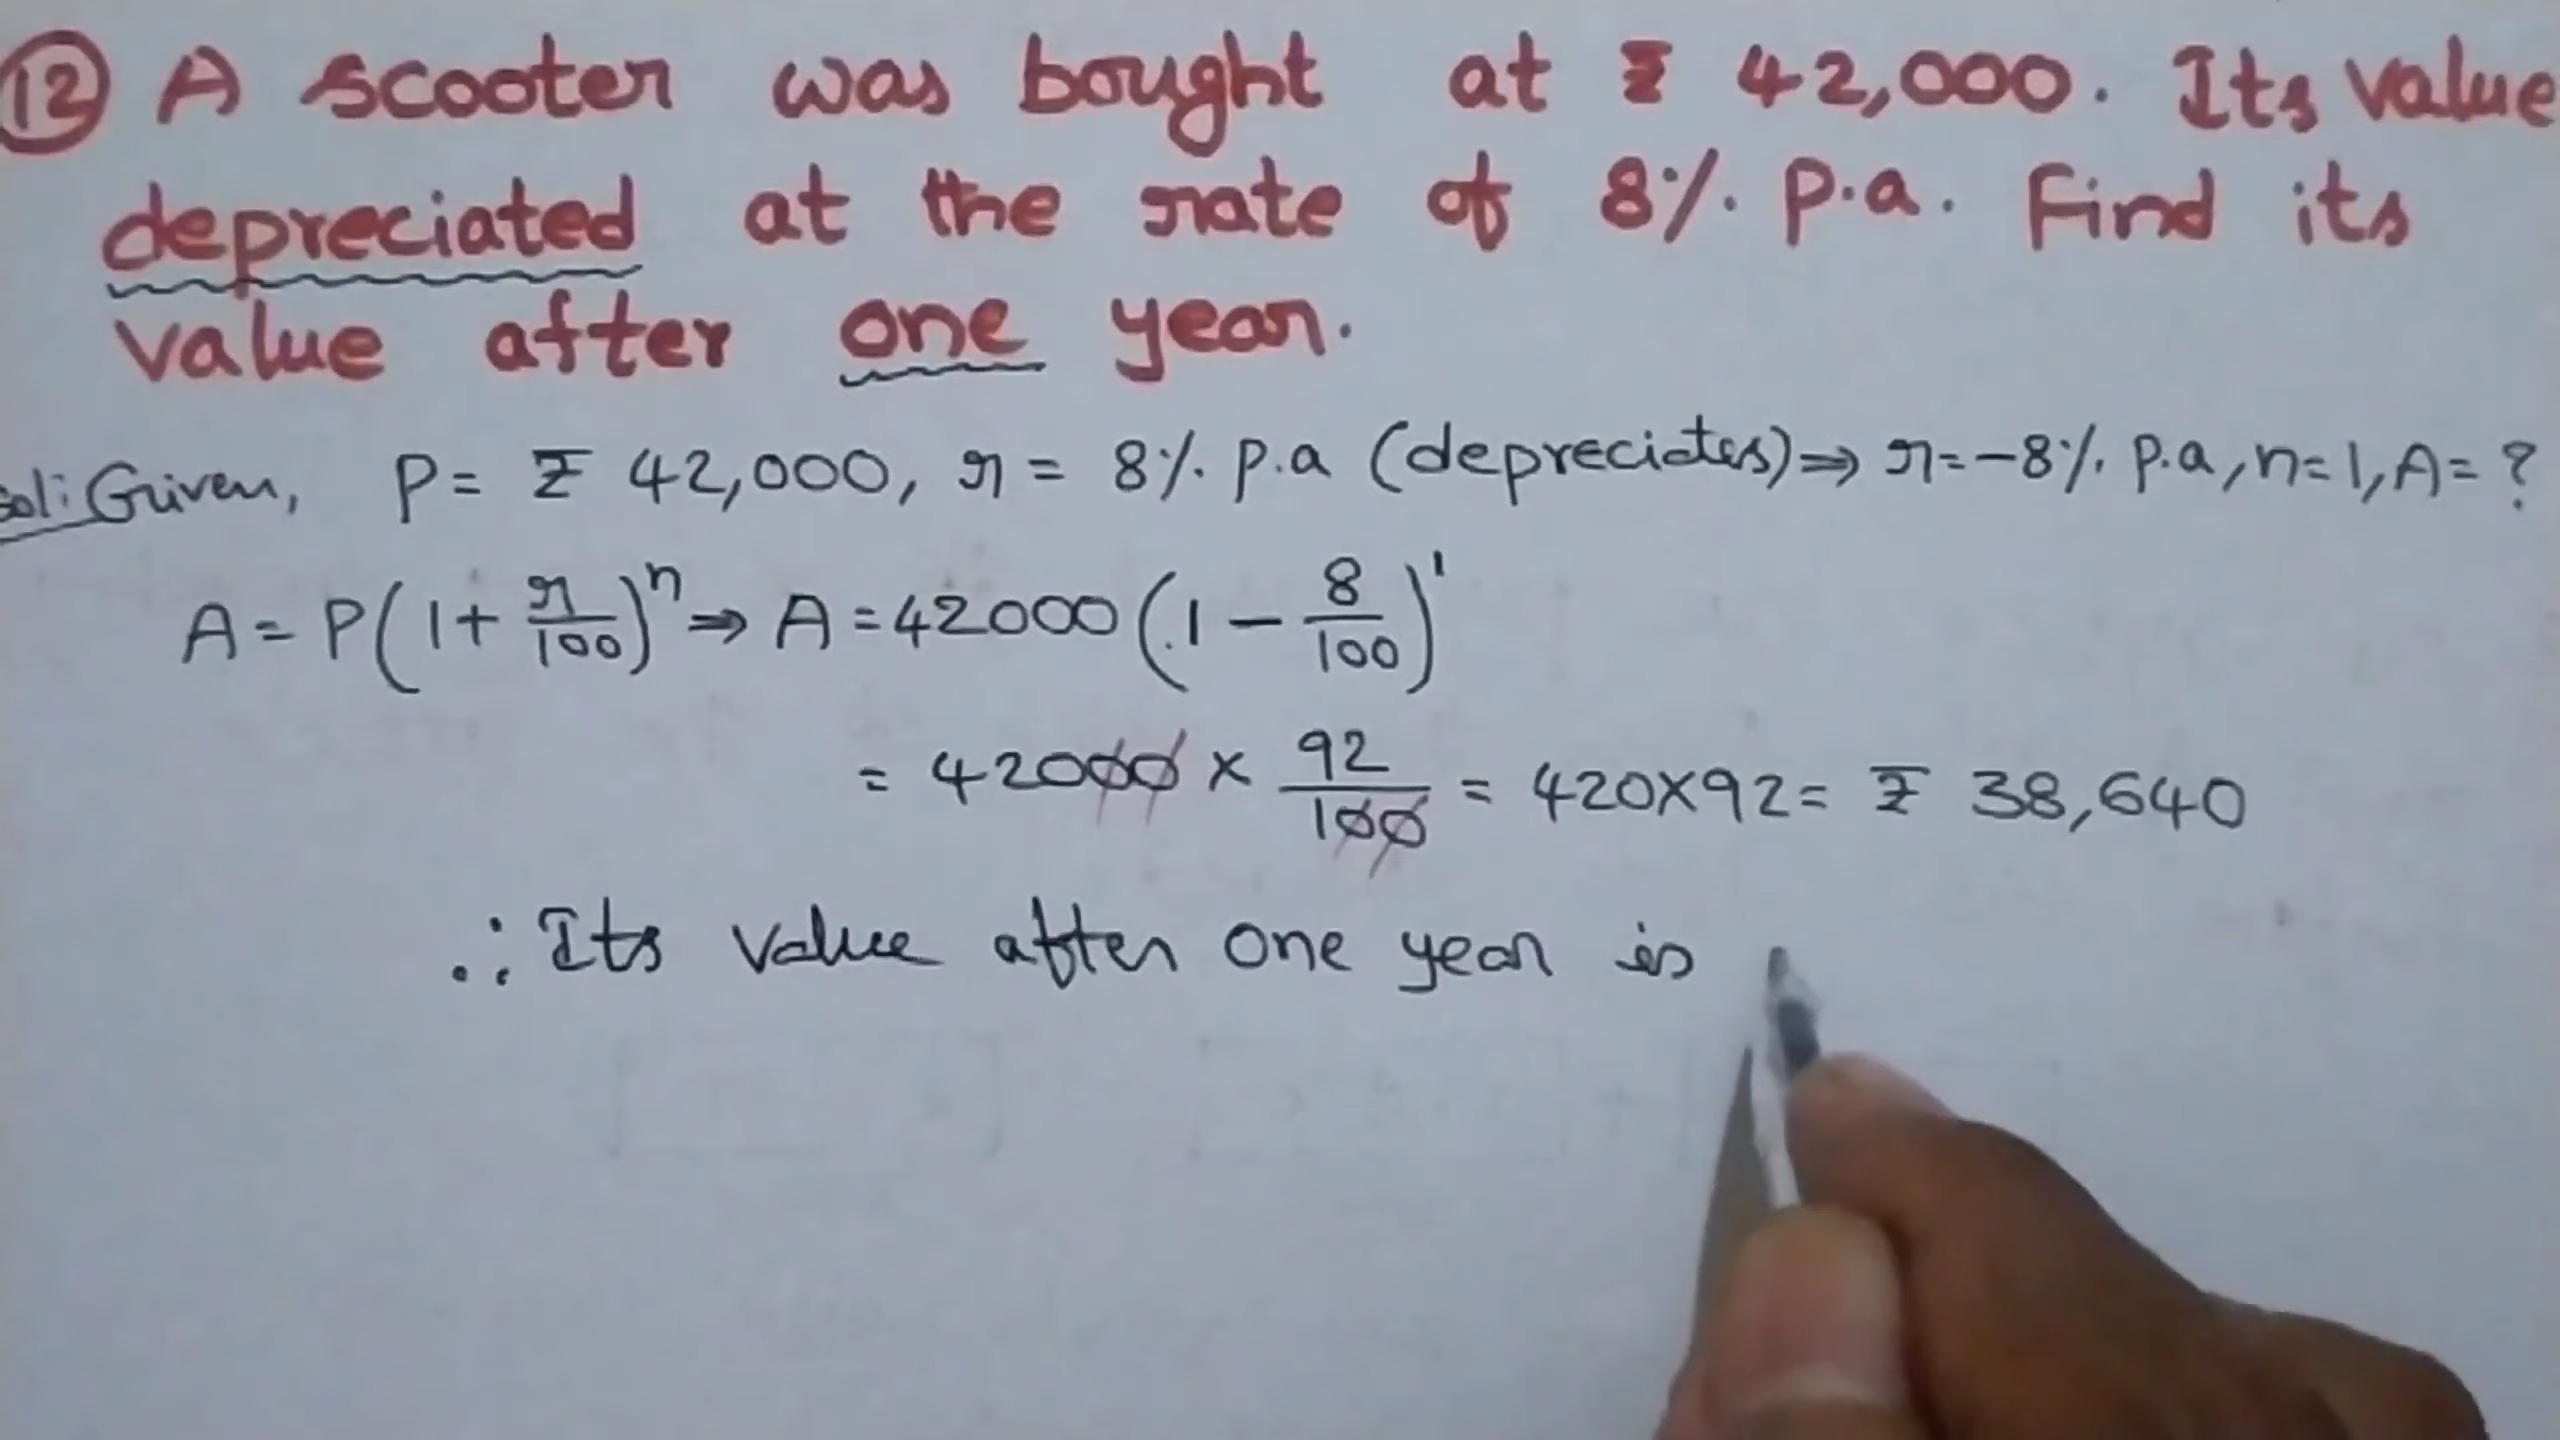 12 A scooter was bought at ₹ 42,000. Its value
depreciated at the rate of 8% p.a. Find its
value after one year.
Sol: Given, P = ₹ 42,000, r = 8% p.a (depreciates) ⇒ r = -8% p.a, n = 1, A = ?
A = P(1 + r/100)^n ⇒ A = 42000 (1 - 8/100)^1
= 42000 × 92/100 = 420×92 = ₹ 38,640
∴ Its value after one year is